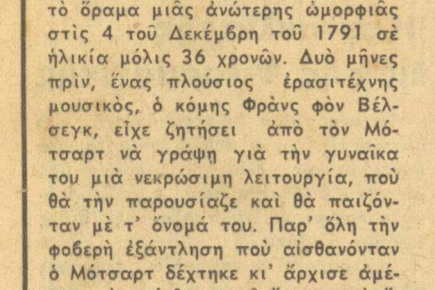 τὸ ὅραμα μιᾶς ἀνώτερης ὠμορφιᾶς
στὶς 4 τοῦ Δεκέμβρη τοῦ 1791 σὲ
ἡλικία μόλις 36 χρονῶν. Δυὸ μῆνες
πρίν, ἕνας πλούσιος ἐρασιτέχνης
μουσικὸς, ὁ κόμης Φρὰνς φὸν Βέλ-
σεγκ, εἶχε ζητήσει ἀπὸ τὸν Μό-
τσαρτ νὰ γράψῃ γιὰ τὴν γυναῖκα
του μιὰ νεκρώσιμη λειτουργία, ποὺ
θὰ τὴν παρουσίαζε καὶ θὰ παιζόν-
ταν μὲ τ' ὄνομά του. Παρ' ὅλη τὴν
φοβερὴ ἐξάντληση ποὺ αἰσθανόνταν
ὁ Μότσαρτ δέχτηκε κι' ἄρχισε ἀμέ-